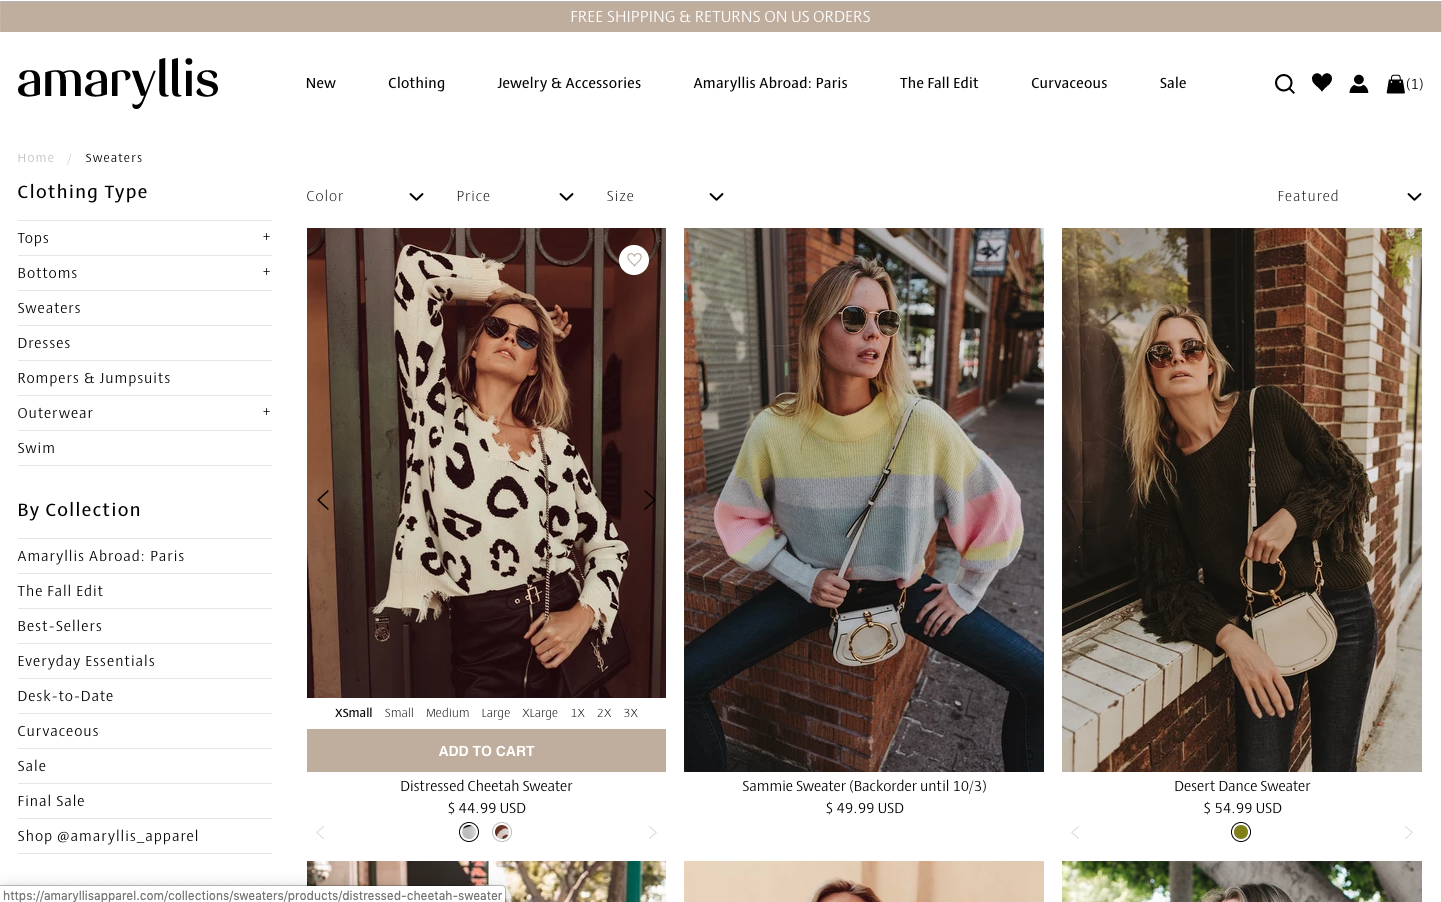 FREE SHIPPING & RETURNS ON US ORDERS
amaryllis
New Clothing Jewelry & Accessories Amaryllis Abroad: Paris The Fall Edit Curvaceous Sale (1)
Home / Sweaters
Clothing Type
Color Price Size Featured
Tops +
Bottoms +
Sweaters
Dresses
Rompers & Jumpsuits
Outerwear +
Swim
By Collection
Amaryllis Abroad: Paris
The Fall Edit
Best-Sellers
Everyday Essentials
Desk-to-Date
Curvaceous
Sale
Final Sale
Shop @amaryllis_apparel
XSmall Small Medium Large XLarge 1X 2X 3X
ADD TO CART
Distressed Cheetah Sweater
$ 44.99 USD
Sammie Sweater (Backorder until 10/3)
$ 49.99 USD
Desert Dance Sweater
$ 54.99 USD
https://amaryllisapparel.com/collections/sweaters/products/distressed-cheetah-sweater